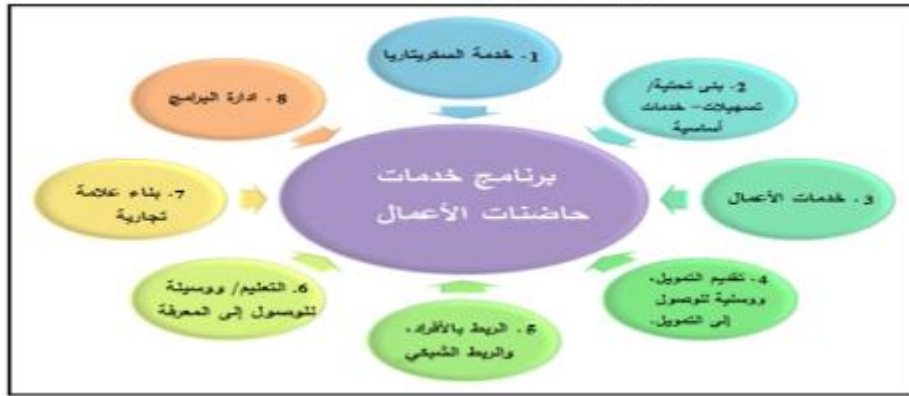 برنامج خدمات
حاضنات الأعمال
1. خدمة السكريتاريا
2. بنى تحتية/
تسهيلات- خدمات
أساسية
3. خدمات الأعمال
4. تقديم التمويل،
ووسلية للوصول
إلى التمويل.
5. الربط بالأفراد،
والربط الشبكي
6. التعليم/ ووسيلة
للوصول إلى المعرفة
7. بناء علامة
تجارية
8. ادارة البرامج